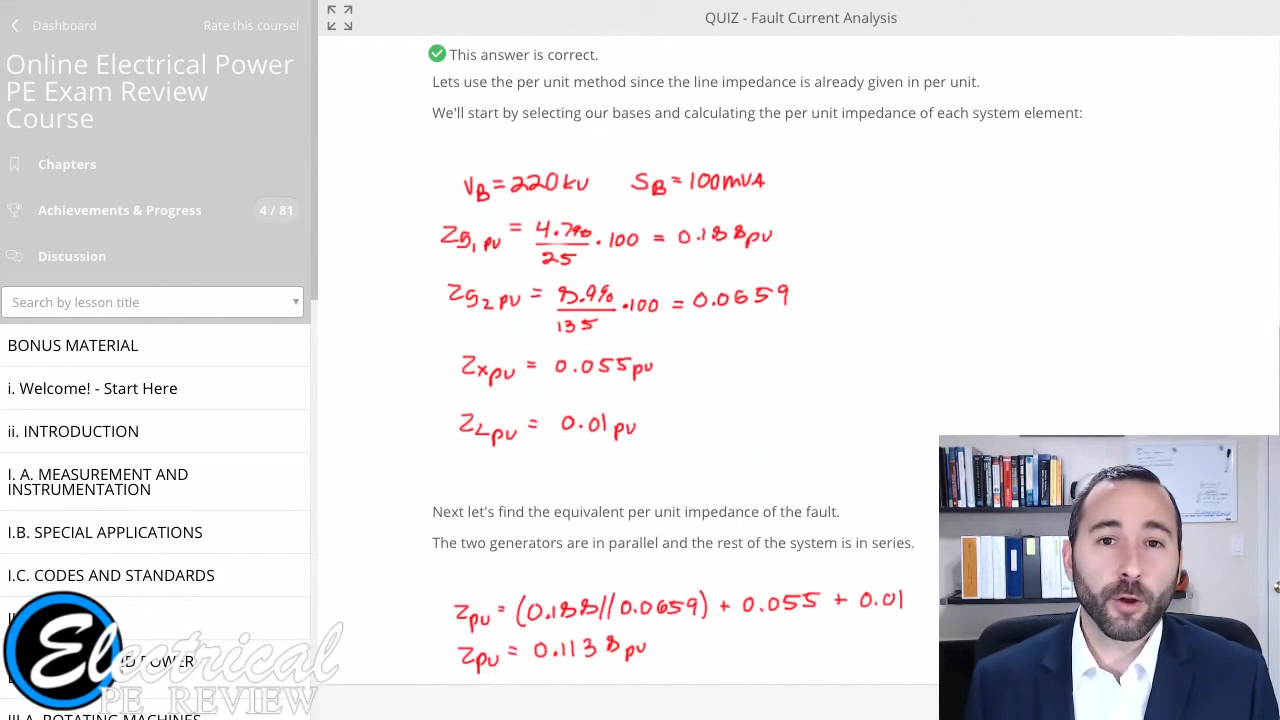 Dashboard
Rate this course!
QUIZ - Fault Current Analysis
Online Electrical Power
PE Exam Review
Course
Chapters
Achievements & Progress
4 / 81
Discussion
Search by lesson title
BONUS MATERIAL
i. Welcome! - Start Here
ii. INTRODUCTION
I. A. MEASUREMENT AND
INSTRUMENTATION
I.B. SPECIAL APPLICATIONS
I.C. CODES AND STANDARDS
D POWER
III.A. ROTATING MACHINES
Electrical
PE REVIEW
This answer is correct.
Lets use the per unit method since the line impedance is already given in per unit.
We'll start by selecting our bases and calculating the per unit impedance of each system element:
VB = 220kV SB = 100mVA
Zg1 pu = 4.7% / 25 · 100 = 0.188pu
Zg2 pu = 8.9% / 135 · 100 = 0.0659
Zxpu = 0.055pu
ZLpu = 0.01pu
Next let's find the equivalent per unit impedance of the fault.
The two generators are in parallel and the rest of the system is in series.
Zpu = (0.188//0.0659) + 0.055 + 0.01
Zpu = 0.1138pu